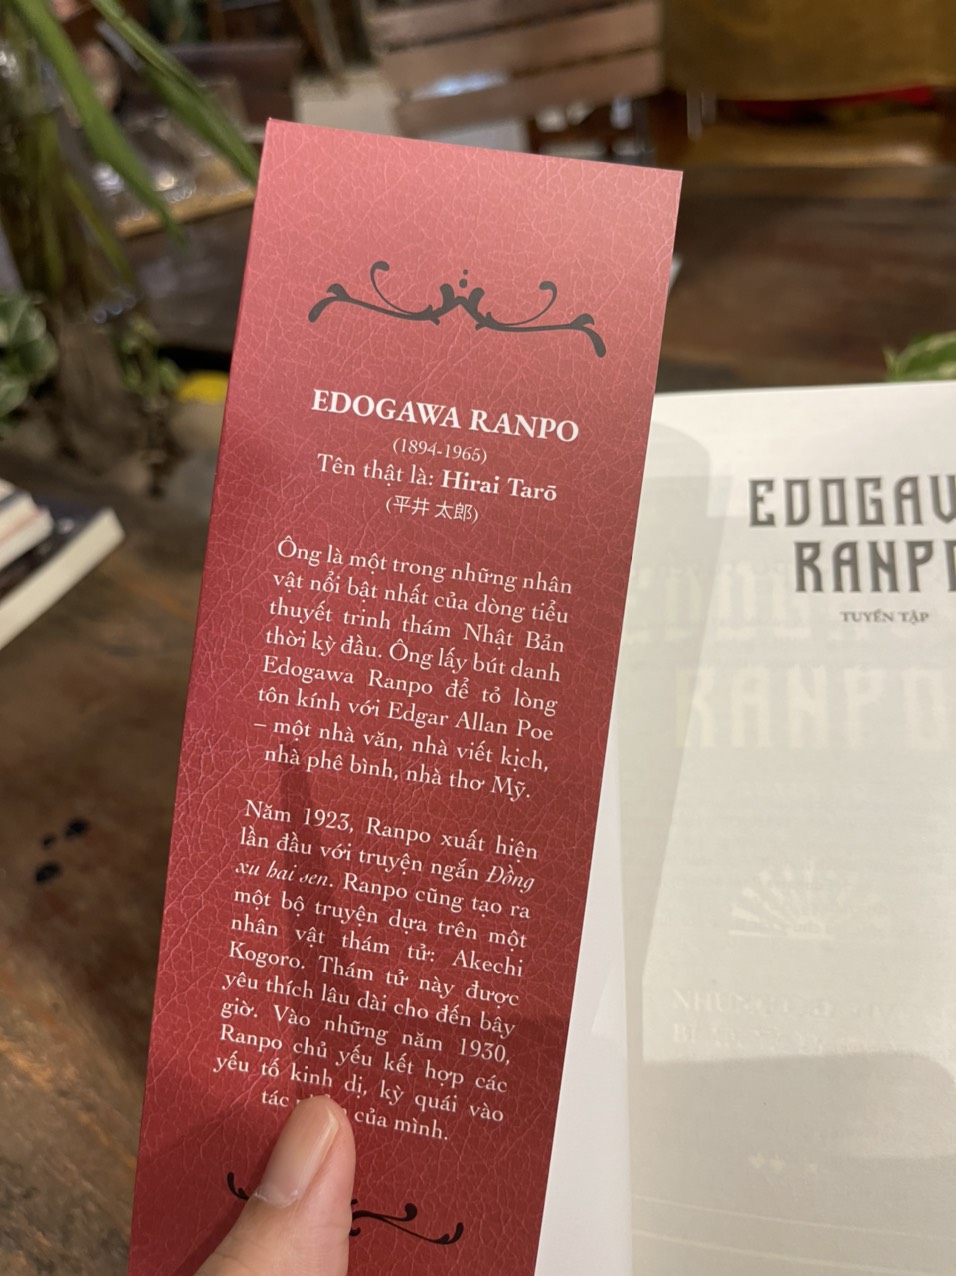 EDOGAWA RANPO
(1894-1965)
Tên thật là: Hirai Tarō
(平井 太郎)
Ông là một trong những nhân
vật nổi bật nhất của dòng tiểu
thuyết trinh thám Nhật Bản
thời kỳ đầu. Ông lấy bút danh
Edogawa Ranpo để tỏ lòng
tôn kính với Edgar Allan Poe
– một nhà văn, nhà viết kịch,
nhà phê bình, nhà thơ Mỹ.
Năm 1923, Ranpo xuất hiện
lần đầu với truyện ngắn Đồng
xu hai sen. Ranpo cũng tạo ra
một bộ truyện dựa trên một
nhân vật thám tử: Akechi
Kogoro. Thám tử này được
yêu thích lâu dài cho đến bây
giờ. Vào những năm 1930,
Ranpo chủ yếu kết hợp các
yếu tố kinh dị, kỳ quái vào
tác của mình.
EDOGAW
RANPO
TUYỂN TẬP
RANPO